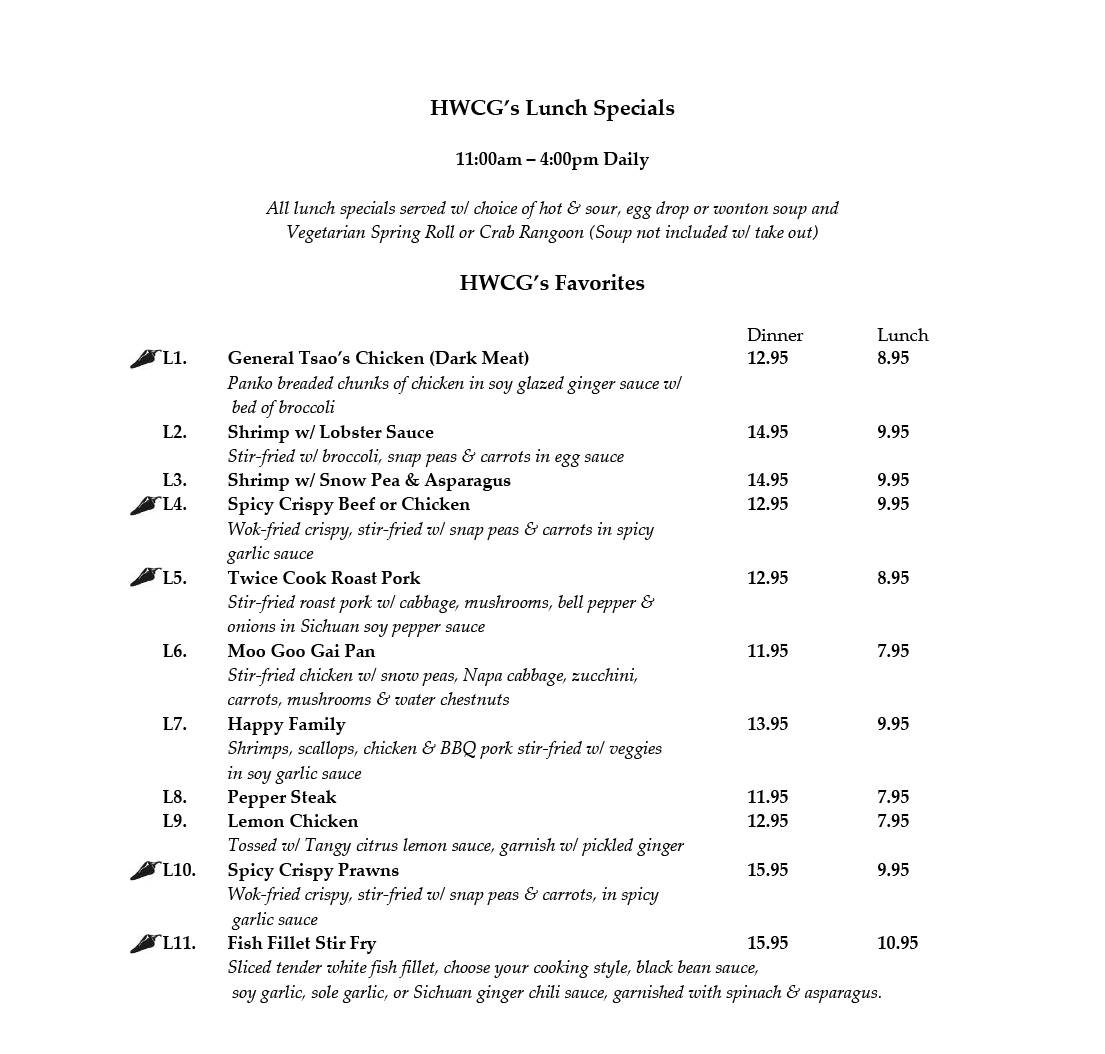 HWCG’s Lunch Specials
11:00am – 4:00pm Daily
All lunch specials served w/ choice of hot & sour, egg drop or wonton soup and
Vegetarian Spring Roll or Crab Rangoon (Soup not included w/ take out)
HWCG’s Favorites
Dinner Lunch
L1. General Tsao’s Chicken (Dark Meat) 12.95 8.95
Panko breaded chunks of chicken in soy glazed ginger sauce w/
bed of broccoli
L2. Shrimp w/ Lobster Sauce 14.95 9.95
Stir-fried w/ broccoli, snap peas & carrots in egg sauce
L3. Shrimp w/ Snow Pea & Asparagus 14.95 9.95
L4. Spicy Crispy Beef or Chicken 12.95 9.95
Wok-fried crispy, stir-fried w/ snap peas & carrots in spicy
garlic sauce
L5. Twice Cook Roast Pork 12.95 8.95
Stir-fried roast pork w/ cabbage, mushrooms, bell pepper &
onions in Sichuan soy pepper sauce
L6. Moo Goo Gai Pan 11.95 7.95
Stir-fried chicken w/ snow peas, Napa cabbage, zucchini,
carrots, mushrooms & water chestnuts
L7. Happy Family 13.95 9.95
Shrimps, scallops, chicken & BBQ pork stir-fried w/ veggies
in soy garlic sauce
L8. Pepper Steak 11.95 7.95
L9. Lemon Chicken 12.95 7.95
Tossed w/ Tangy citrus lemon sauce, garnish w/ pickled ginger
L10. Spicy Crispy Prawns 15.95 9.95
Wok-fried crispy, stir-fried w/ snap peas & carrots, in spicy
garlic sauce
L11. Fish Fillet Stir Fry 15.95 10.95
Sliced tender white fish fillet, choose your cooking style, black bean sauce,
soy garlic, sole garlic, or Sichuan ginger chili sauce, garnished with spinach & asparagus.